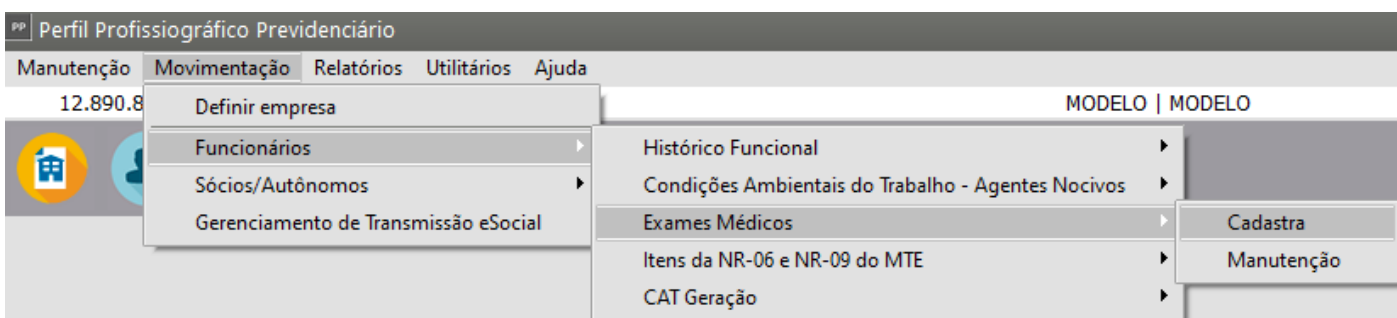 PP Perfil Profissiográfico Previdenciário
Manutenção Movimentação Relatórios Utilitários Ajuda
12.890.8 MODELO | MODELO
Definir empresa
Funcionários
Sócios/Autônomos
Gerenciamento de Transmissão eSocial
Histórico Funcional
Condições Ambientais do Trabalho - Agentes Nocivos
Exames Médicos
Itens da NR-06 e NR-09 do MTE
CAT Geração
Cadastra
Manutenção